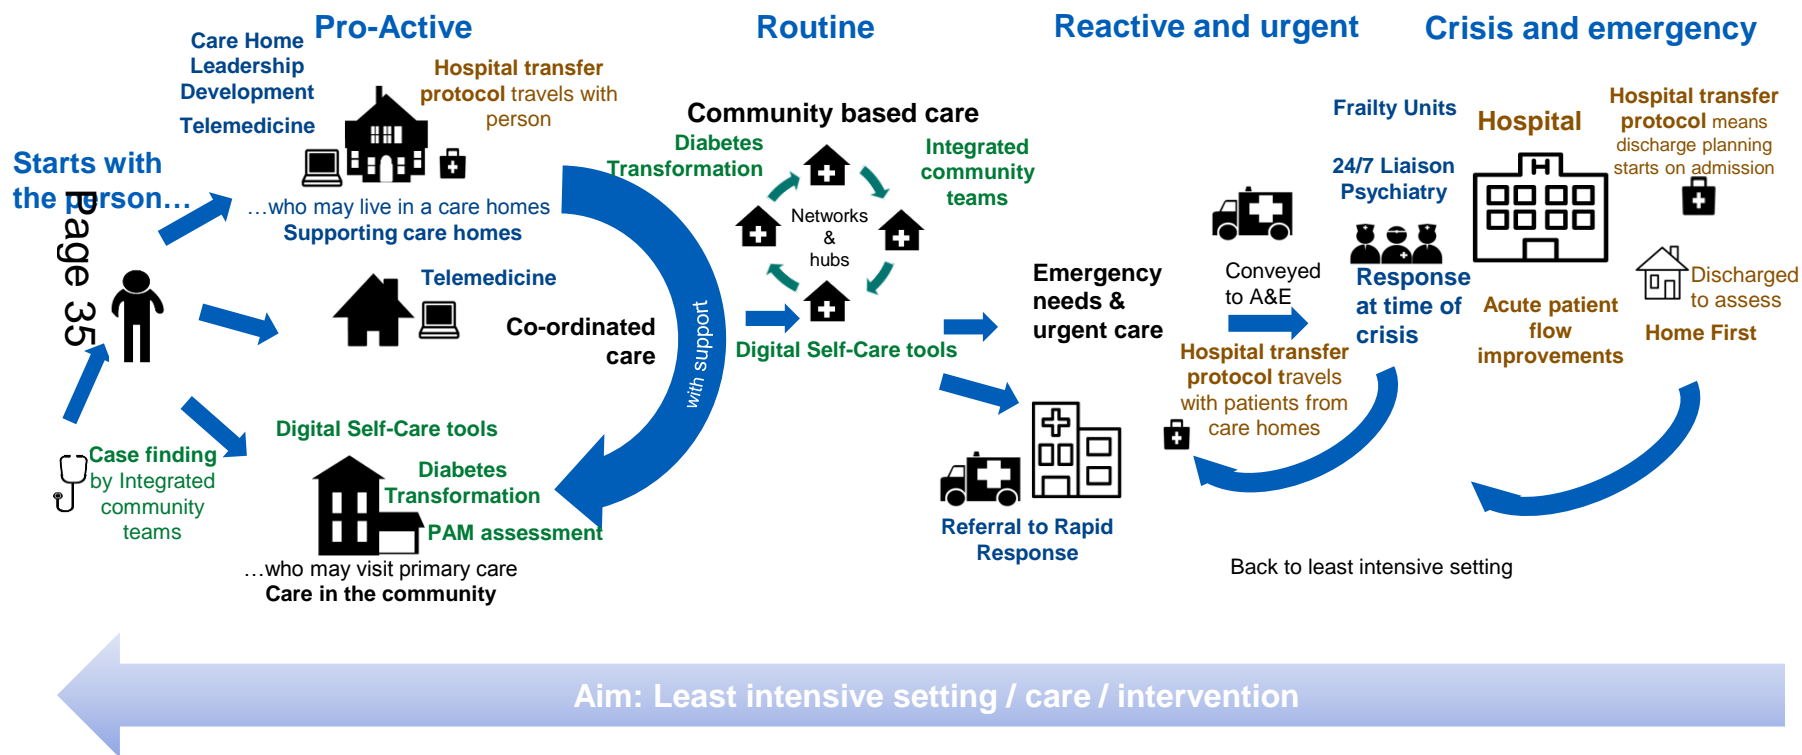 Pro-Active
Routine
Reactive and urgent
Crisis and emergency
Care Home
Leadership
Development
Telemedicine
Hospital transfer
protocol travels with
person
Starts with
the person…
Page 35
…who may live in a care homes
Supporting care homes
Telemedicine
Co-ordinated
care
with support
Case finding
by Integrated
community
teams
Digital Self-Care tools
Diabetes
Transformation
PAM assessment
…who may visit primary care
Care in the community
Community based care
Diabetes
Transformation
Integrated
community
teams
Networks
&
hubs
Digital Self-Care tools
Emergency
needs &
urgent care
Referral to Rapid
Response
Conveyed
to A&E
Hospital transfer
protocol travels
with patients from
care homes
Frailty Units
24/7 Liaison
Psychiatry
Response
at time of
crisis
Hospital
H
Acute patient
flow
improvements
Hospital transfer
protocol means
discharge planning
starts on admission
Discharged
to assess
Home First
Back to least intensive setting
Aim: Least intensive setting / care / intervention